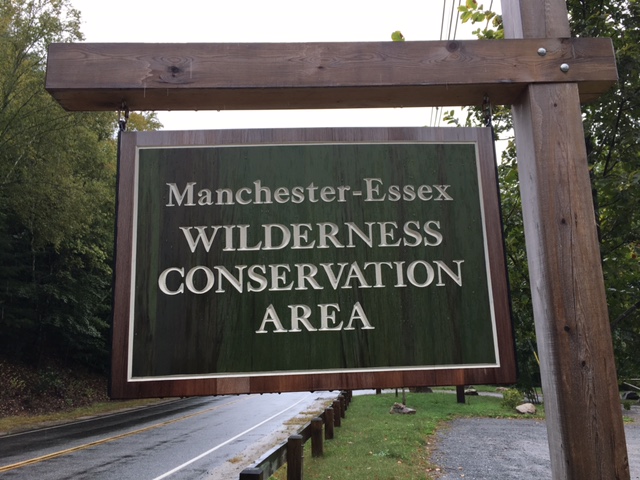 Manchester-Essex
WILDERNESS
CONSERVATION
AREA